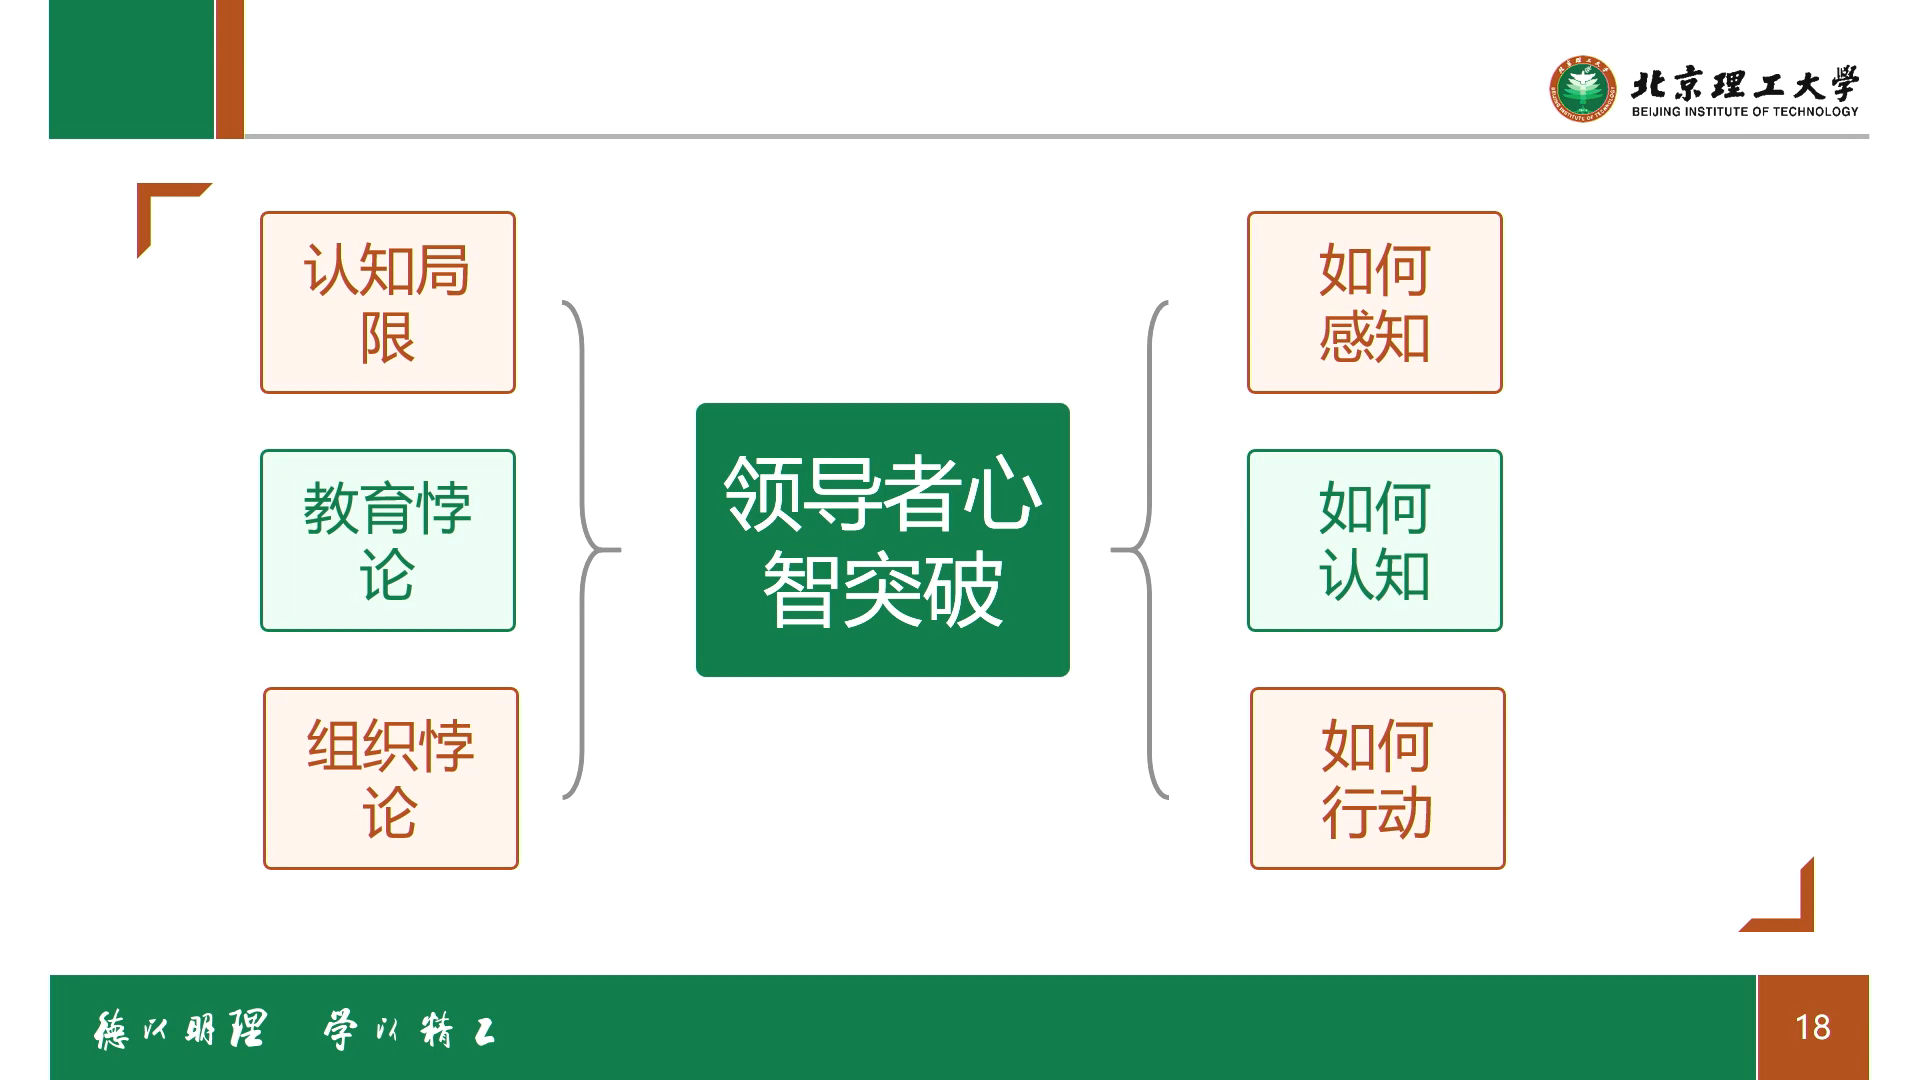 北京理工大学
BEIJING INSTITUTE OF TECHNOLOGY
认知局
限
教育悖
论
组织悖
论
领导者心
智突破
如何
感知
如何
认知
如何
行动
德以明理 学以精工
18